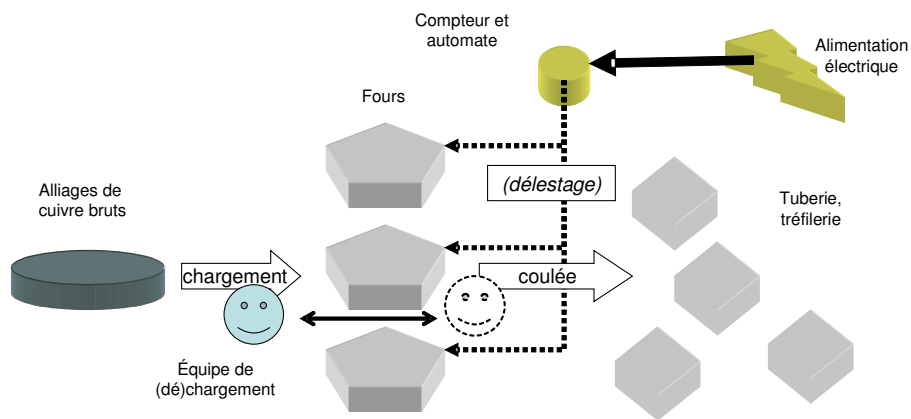 Compteur et
automate
Alimentation
électrique
Fours
(délestage)
Alliages de
cuivre bruts
Tuberie,
tréfilerie
chargement
coulée
Équipe de
(dé)chargement